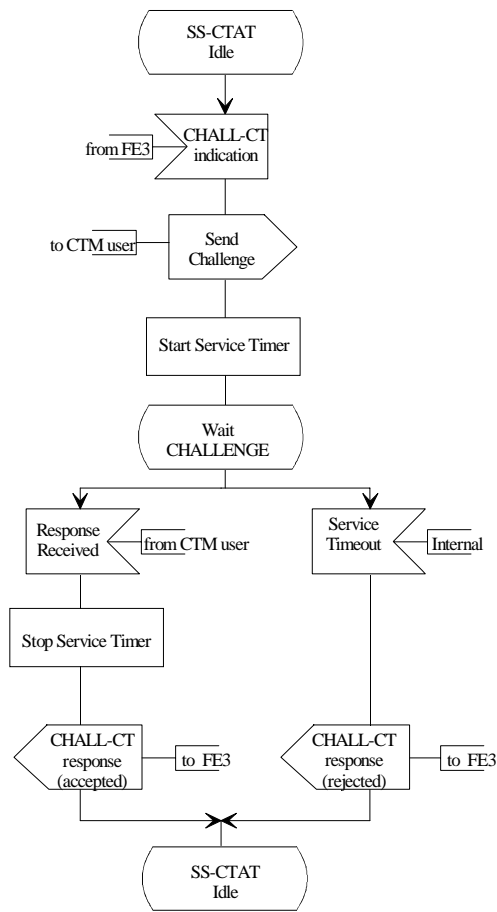 SS-CTAT
Idle
CHALL-CT
indication
from FE3
Send
Challenge
to CTM user
Start Service Timer
Wait
CHALLENGE
Response
Received
from CTM user
Service
Timeout
Internal
Stop Service Timer
CHALL-CT
response
(accepted)
to FE3
CHALL-CT
response
(rejected)
to FE3
SS-CTAT
Idle